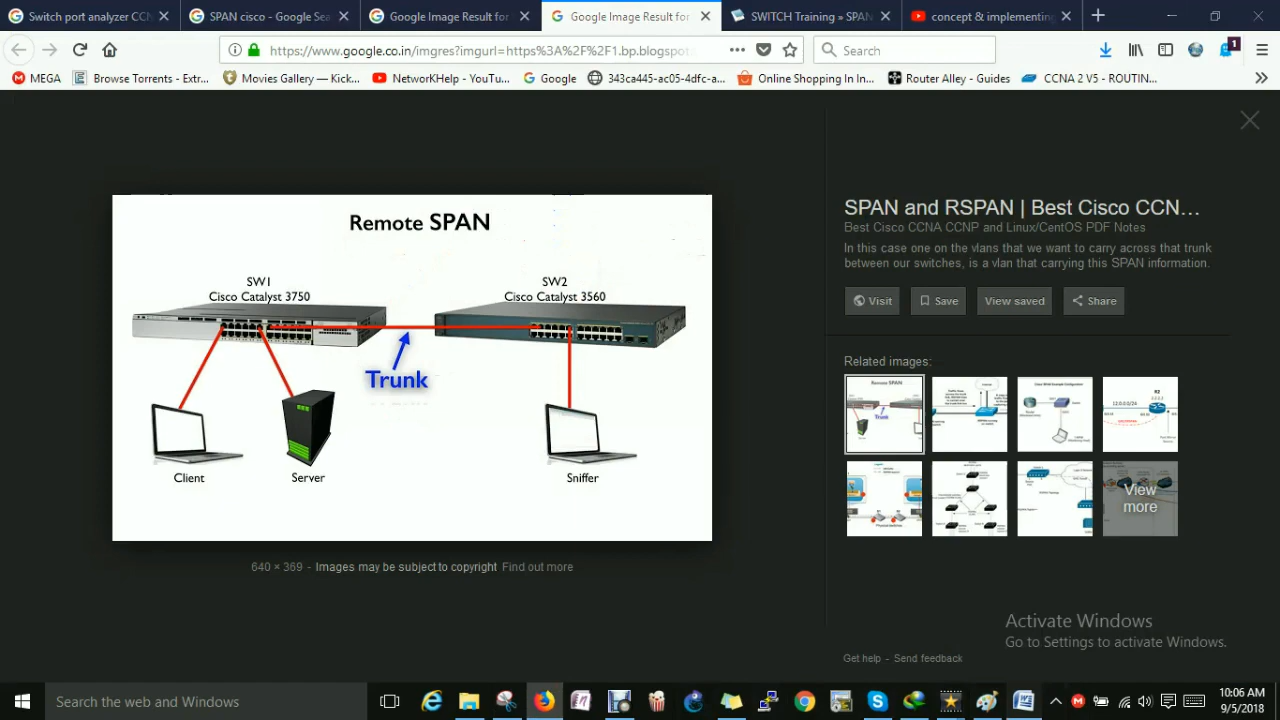 Switch port analyzer CCN
SPAN cisco - Google Sea
Google Image Result for
Google Image Result for
SWITCH Training » SPAN
concept & implementing
https://www.google.co.in/imgres?imgurl=https%3A%2F%2F1.bp.blogspot
Search
1
MEGA
Browse Torrents - Extr...
Movies Gallery — Kick...
NetworKHelp - YouTu...
Google
343ca445-ac05-4dfc-a...
Online Shopping In In...
Router Alley - Guides
CCNA 2 V5 - ROUTIN...
Remote SPAN
SW1
Cisco Catalyst 3750
SW2
Cisco Catalyst 3560
Trunk
Client
Server
Sniffer
640 × 369 - Images may be subject to copyright Find out more
SPAN and RSPAN | Best Cisco CCN...
Best Cisco CCNA CCNP and Linux/CentOS PDF Notes
In this case one on the vlans that we want to carry across that trunk
between our switches, is a vlan that carrying this SPAN information.
Visit
Save
View saved
Share
Related images:
View
more
Activate Windows
Go to Settings to activate Windows.
Get help - Send feedback
Search the web and Windows
10:06 AM
9/5/2018